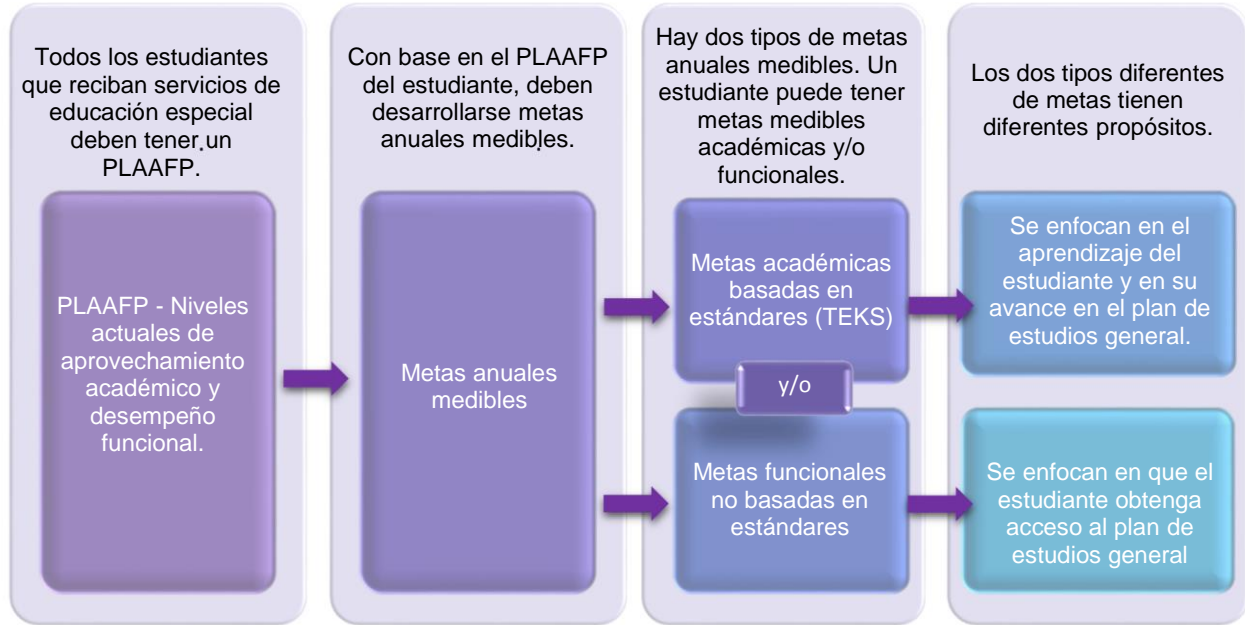 Todos los estudiantes
que reciban servicios de
educación especial
deben tener un
PLAAFP.
PLAAFP - Niveles
actuales de
aprovechamiento
académico y
desempeño
funcional.
Con base en el PLAAFP
del estudiante, deben
desarrollarse metas
anuales medibles.
Metas anuales
medibles
Hay dos tipos de metas
anuales medibles. Un
estudiante puede tener
metas medibles
académicas y/o
funcionales.
Metas académicas
basadas en
estándares (TEKS)
y/o
Metas funcionales
no basadas en
estándares
Los dos tipos diferentes
de metas tienen
diferentes propósitos.
Se enfocan en el
aprendizaje del
estudiante y en su
avance en el plan de
estudios general.
Se enfocan en que el
estudiante obtenga
acceso al plan de
estudios general